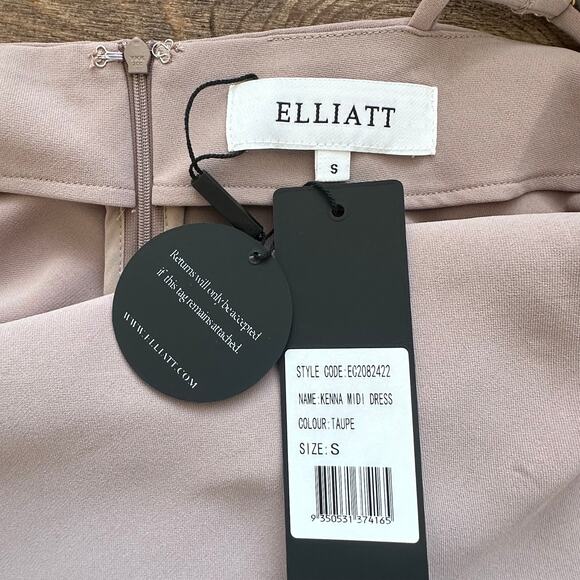 ELLIATT
S
Returns will only be accepted
if this tag remains attached.
WWW.ELLIATT.COM
STYLE CODE:EC2082422
NAME:KENNA MIDI DRESS
COLOUR:TAUPE
SIZE:S
9 350531 374165